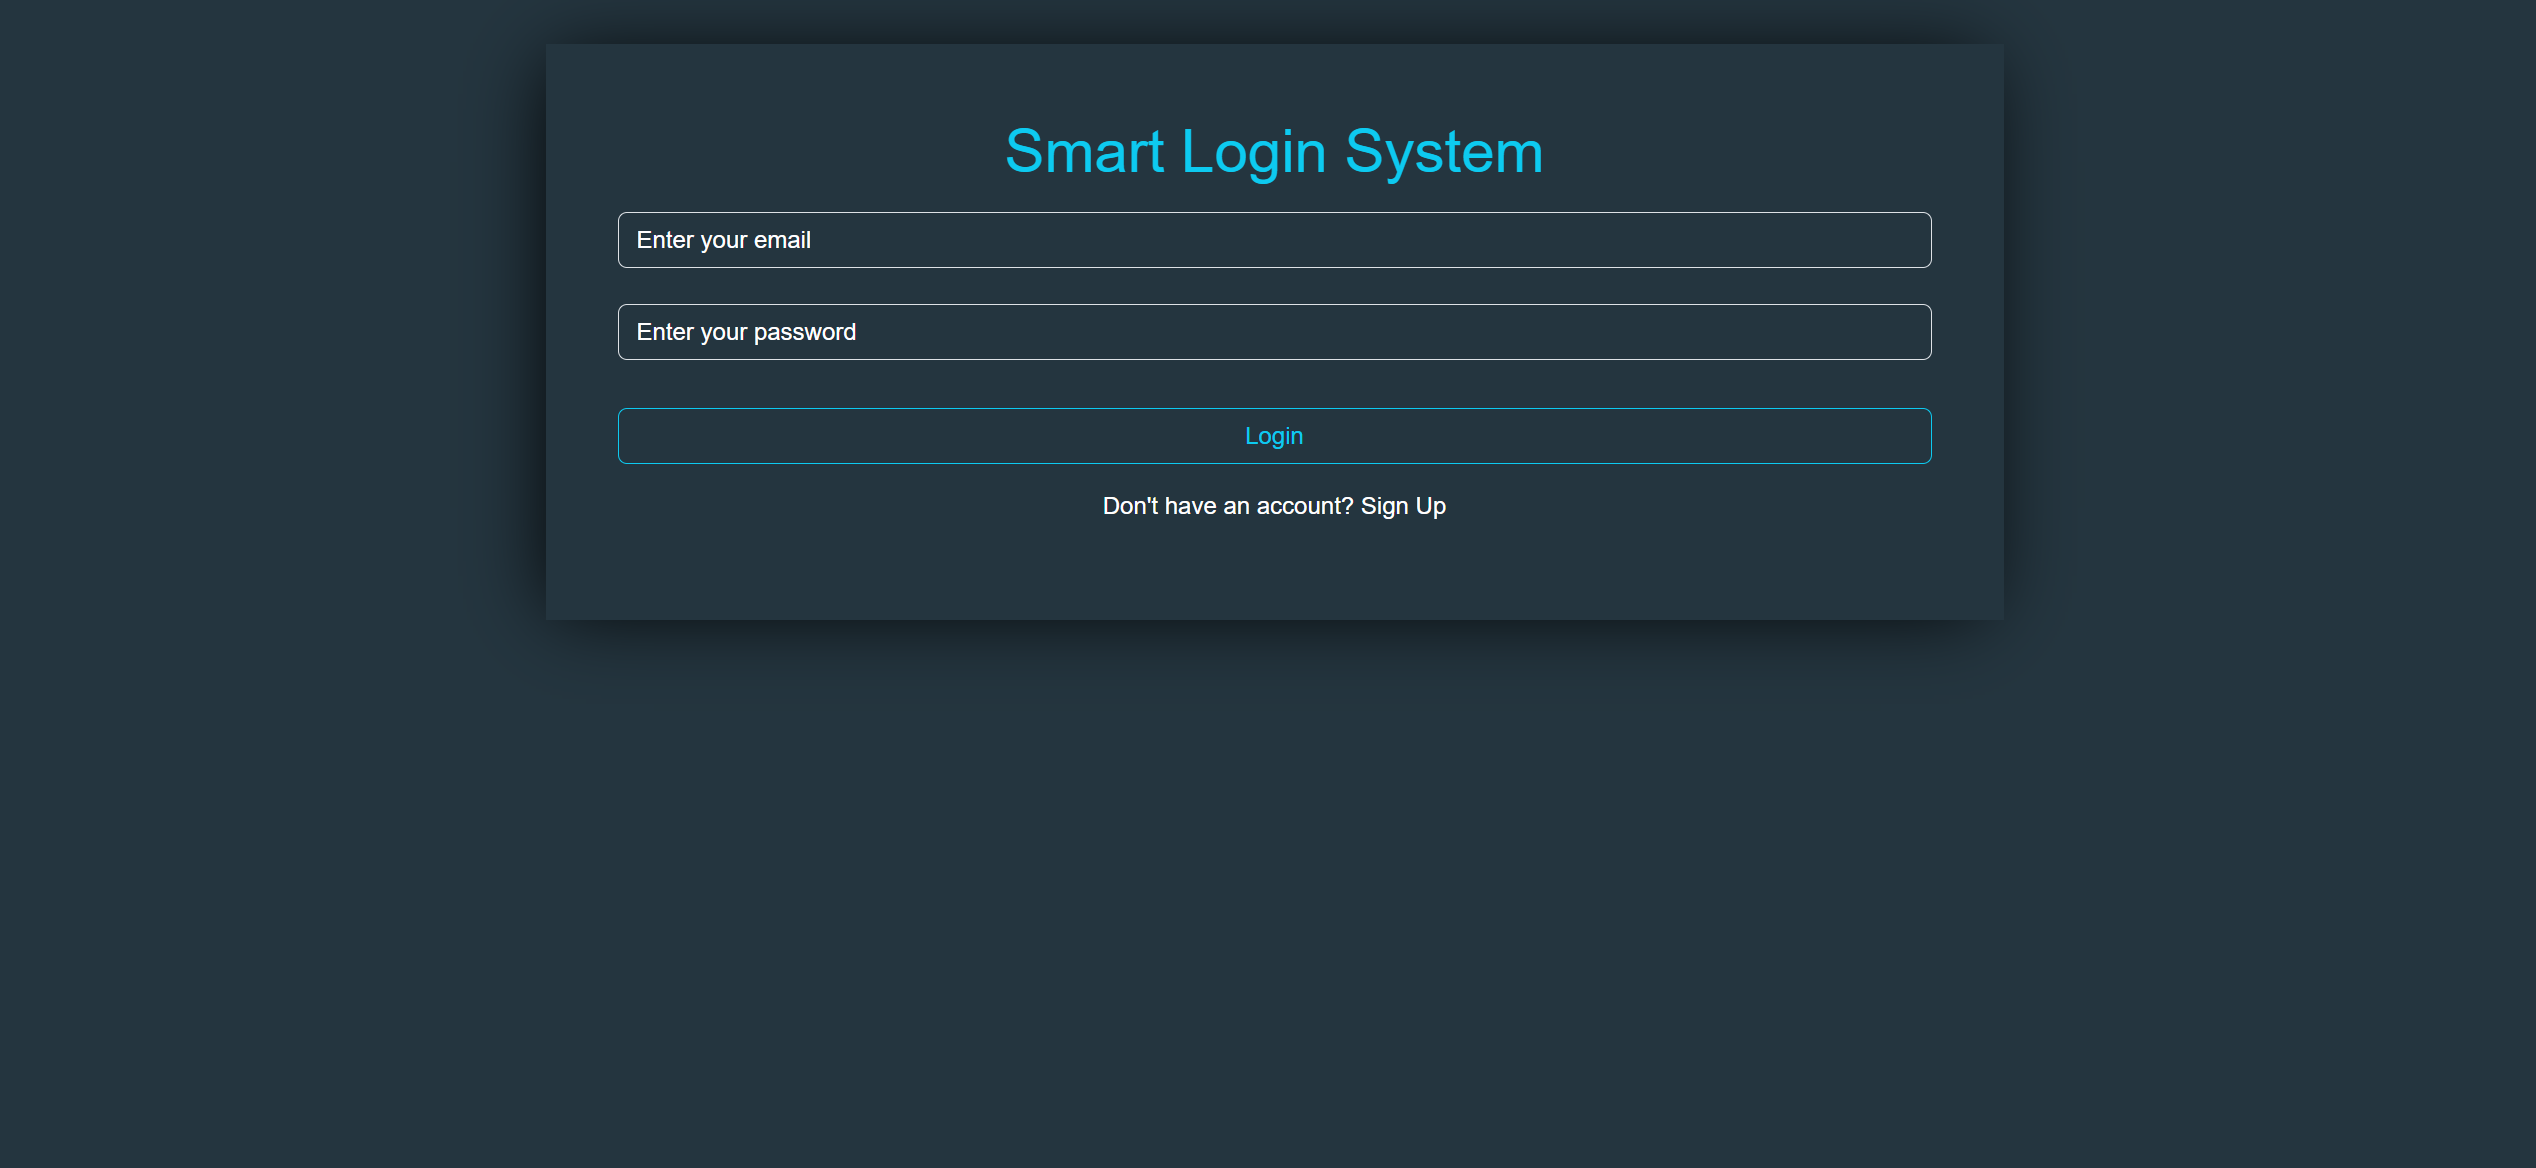 Smart Login System
Enter your email
Enter your password
Login
Don't have an account? Sign Up